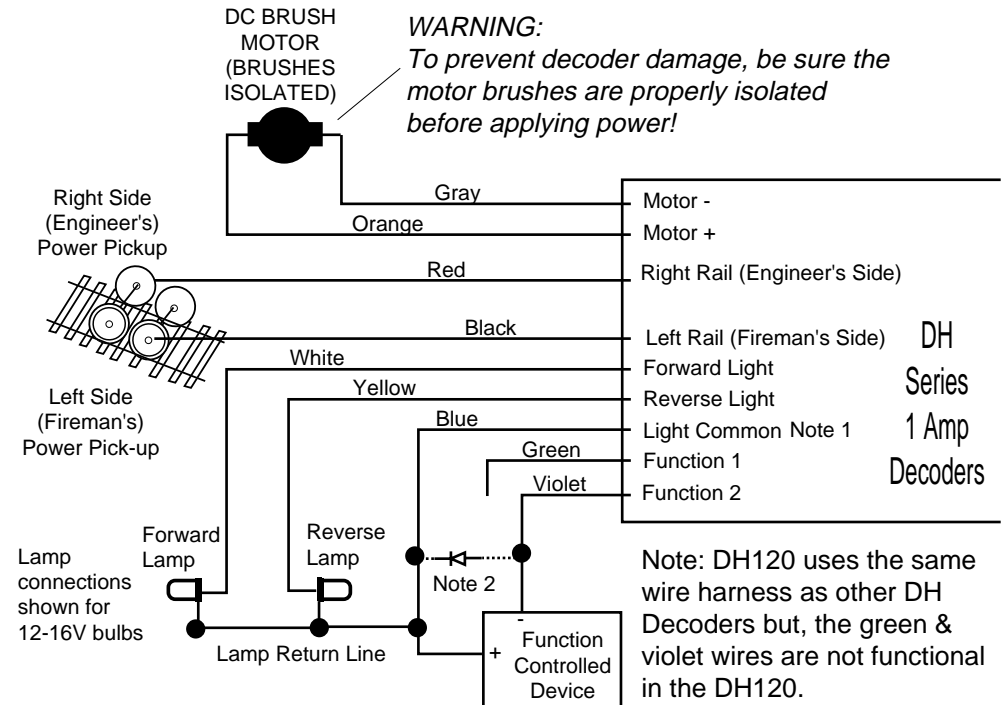 DC BRUSH
MOTOR
(BRUSHES
ISOLATED)
WARNING:
To prevent decoder damage, be sure the
motor brushes are properly isolated
before applying power!
Right Side
(Engineer's)
Power Pickup
Gray
Orange
Red
Black
White
Yellow
Blue
Green
Violet
Motor -
Motor +
Right Rail (Engineer's Side)
Left Rail (Fireman's Side)
Forward Light
Reverse Light
Light Common Note 1
Function 1
Function 2
DH
Series
1 Amp
Decoders
Left Side
(Fireman's)
Power Pick-up
Lamp
connections
shown for
12-16V bulbs
Forward
Lamp
Reverse
Lamp
Note 2
Lamp Return Line
-
+
Function
Controlled
Device
Note: DH120 uses the same
wire harness as other DH
Decoders but, the green &
violet wires are not functional
in the DH120.